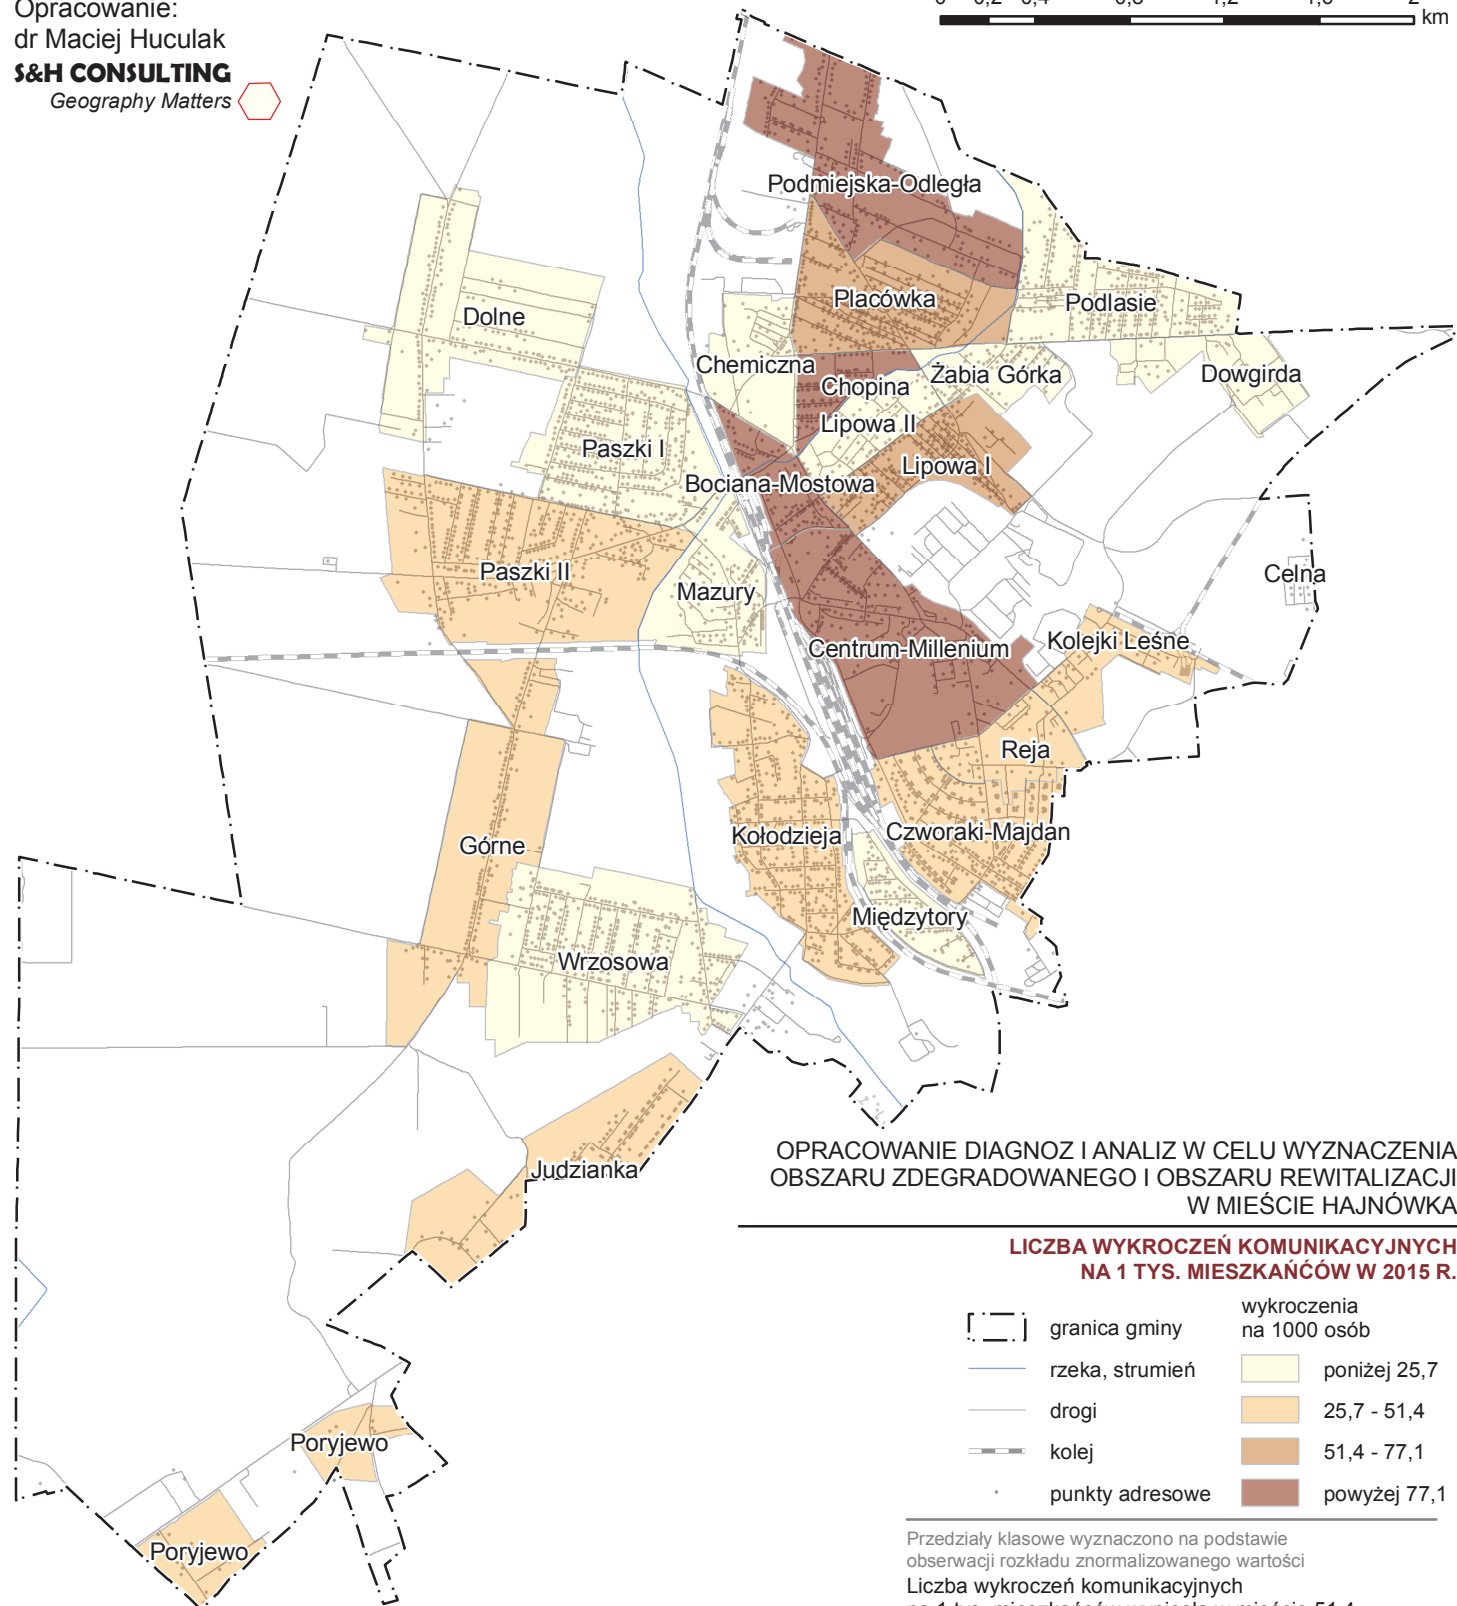 Opracowanie:
dr Maciej Huculak
S&H CONSULTING
Geography Matters
km
Podmiejska-Odległa
Placówka
Podlasie
Dolne
Chemiczna
Chopina
Żabia Górka
Dowgirda
Lipowa II
Paszki I
Lipowa I
Bociana-Mostowa
Paszki II
Mazury
Celna
Centrum-Millenium
Kolejki Leśne
Reja
Górne
Kołodzieja
Czworaki-Majdan
Międzytory
Wrzosowa
Judzianka
Poryjewo
Poryjewo
OPRACOWANIE DIAGNOZ I ANALIZ W CELU WYZNACZENIA
OBSZARU ZDEGRADOWANEGO I OBSZARU REWITALIZACJI
W MIEŚCIE HAJNÓWKA
LICZBA WYKROCZEŃ KOMUNIKACYJNYCH
NA 1 TYS. MIESZKAŃĆÓW W 2015 R.
granica gminy
rzeka, strumień
drogi
kolej
punkty adresowe
wykroczenia
na 1000 osób
poniżej 25,7
25,7 - 51,4
51,4 - 77,1
powyżej 77,1
Przedziały klasowe wyznaczono na podstawie
obserwacji rozkładu znormalizowanego wartości
Liczba wykroczeń komunikacyjnych